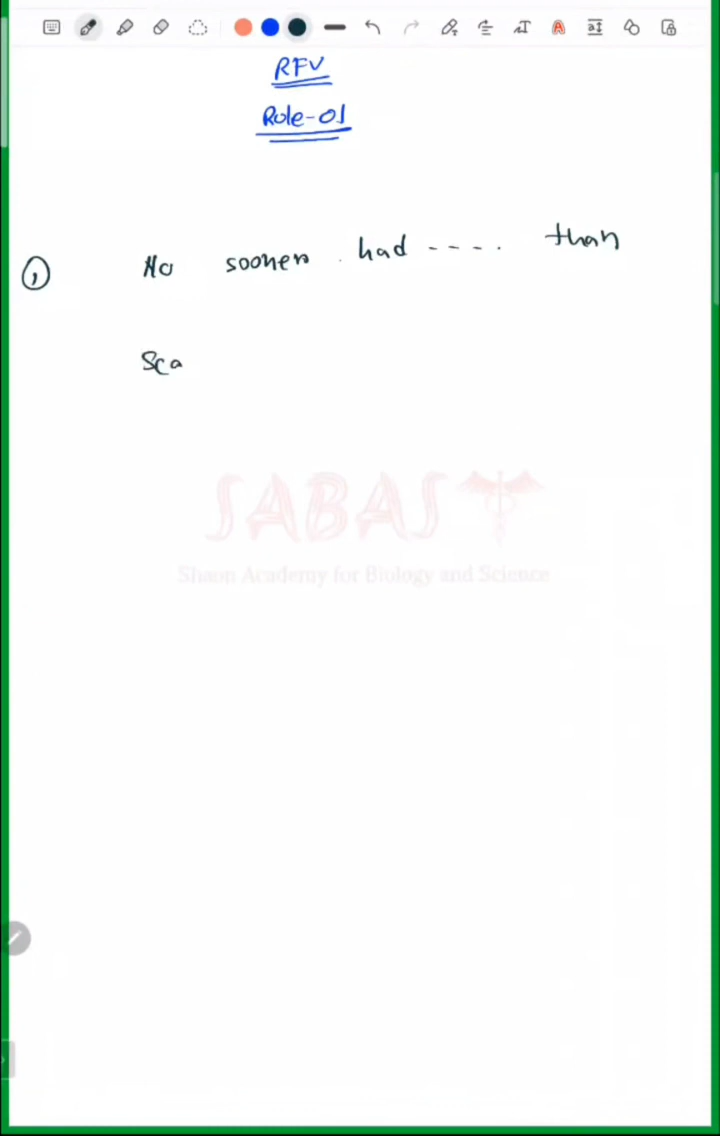 RFV
Role-01
① No sooner had ---- than
Sca
SABAS
Shaon Academy for Biology and Science